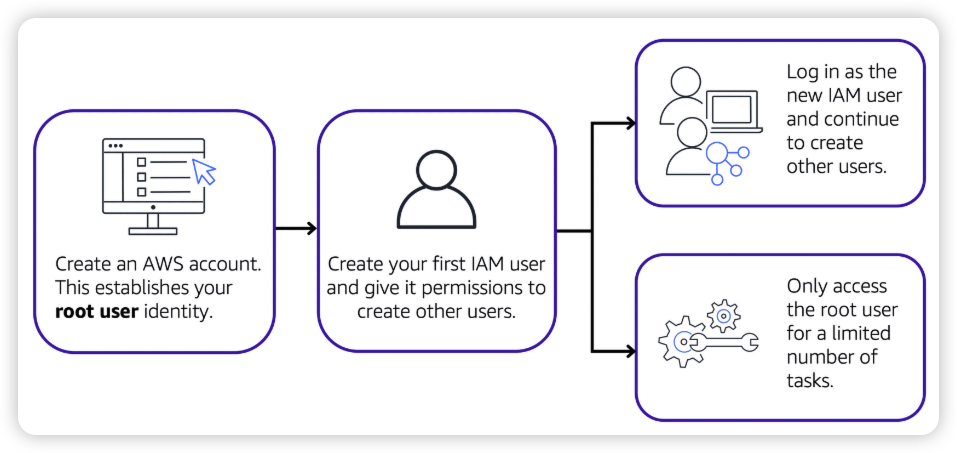 Create an AWS account.
This establishes your
root user identity.
Create your first IAM user
and give it permissions to
create other users.
Log in as the
new IAM user
and continue
to create
other users.
Only access
the root user
for a limited
number of
tasks.